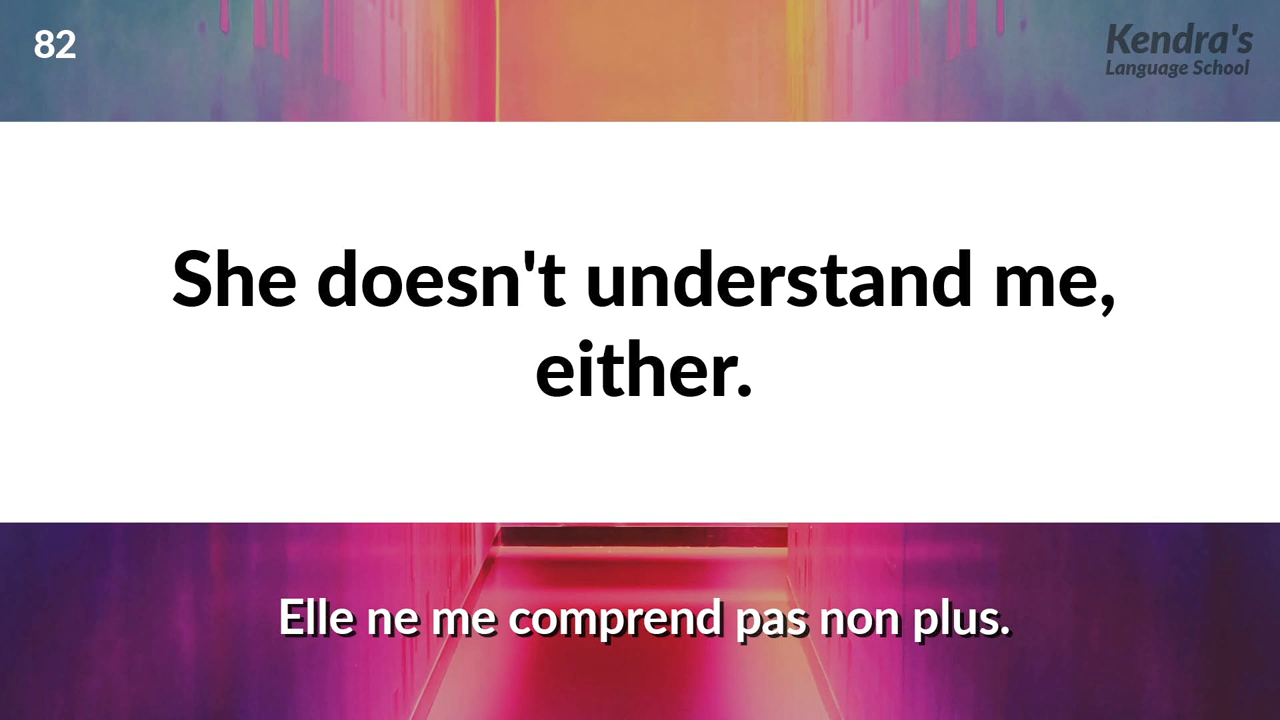 82
Kendra's
Language School
She doesn't understand me,
either.
Elle ne me comprend pas non plus.